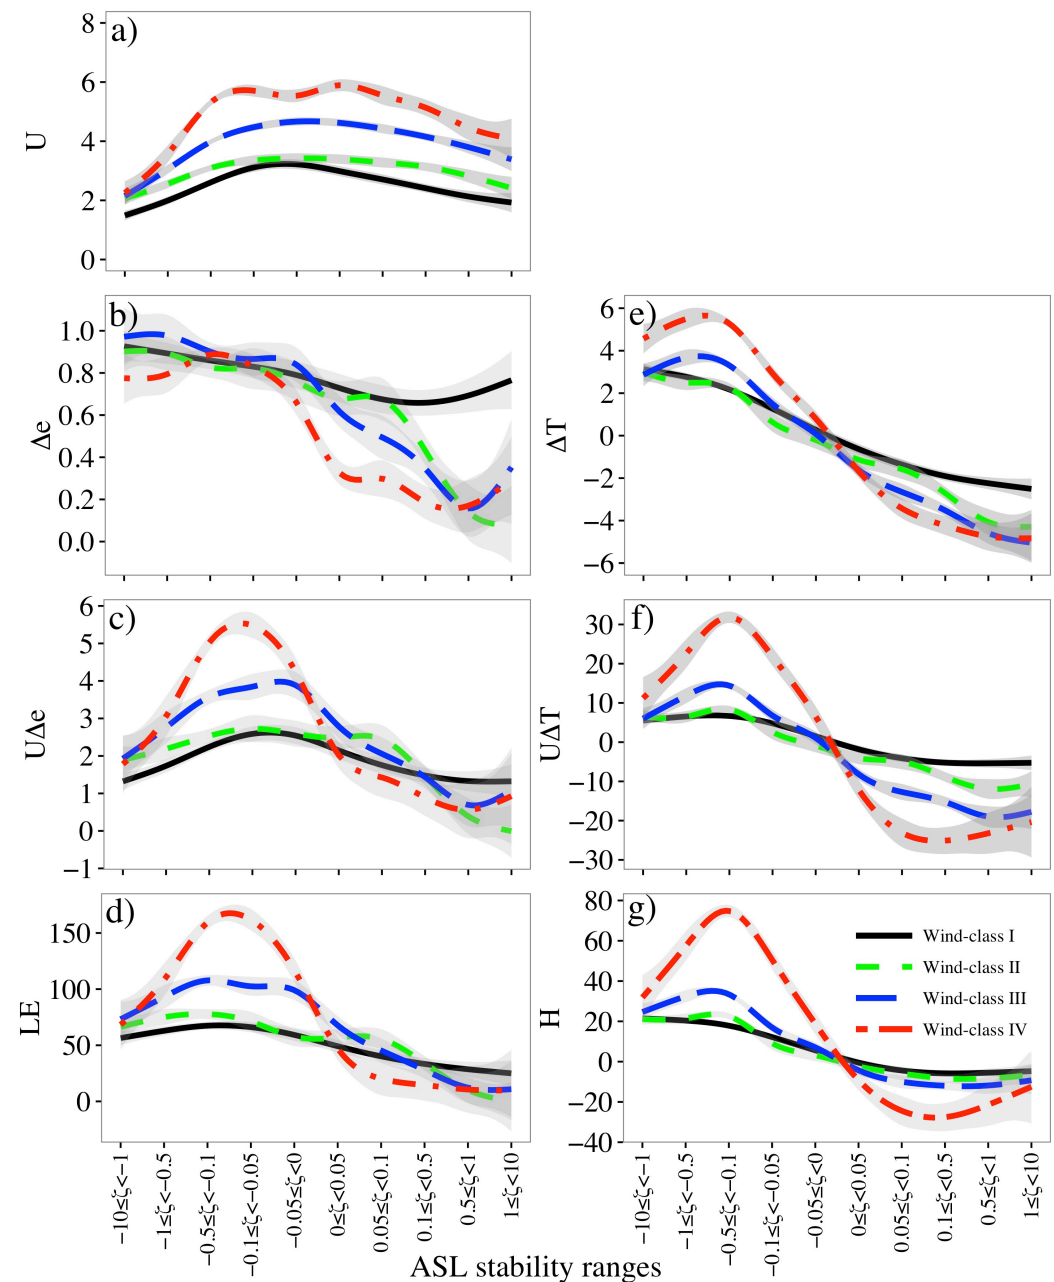 a)
8
6
4
2
0
U
b)
1.0
0.8
0.6
0.4
0.2
0.0
Δe
e)
6
4
2
0
−2
−4
−6
ΔT
c)
6
5
4
3
2
1
0
−1
UΔe
f)
30
20
10
0
−10
−20
−30
UΔT
d)
150
100
50
0
LE
g)
80
60
40
20
0
−20
−40
H
Wind-class I
Wind-class II
Wind-class III
Wind-class IV
−10≤ζ<−1
−1≤ζ<−0.5
−0.5≤ζ<−0.1
−0.1≤ζ<−0.05
−0.05≤ζ<0
0≤ζ<0.05
0.05≤ζ<0.1
0.1≤ζ<0.5
0.5≤ζ<1
1≤ζ<10
−10≤ζ<−1
−1≤ζ<−0.5
−0.5≤ζ<−0.1
−0.1≤ζ<−0.05
−0.05≤ζ<0
0≤ζ<0.05
0.05≤ζ<0.1
0.1≤ζ<0.5
0.5≤ζ<1
1≤ζ<10
ASL stability ranges